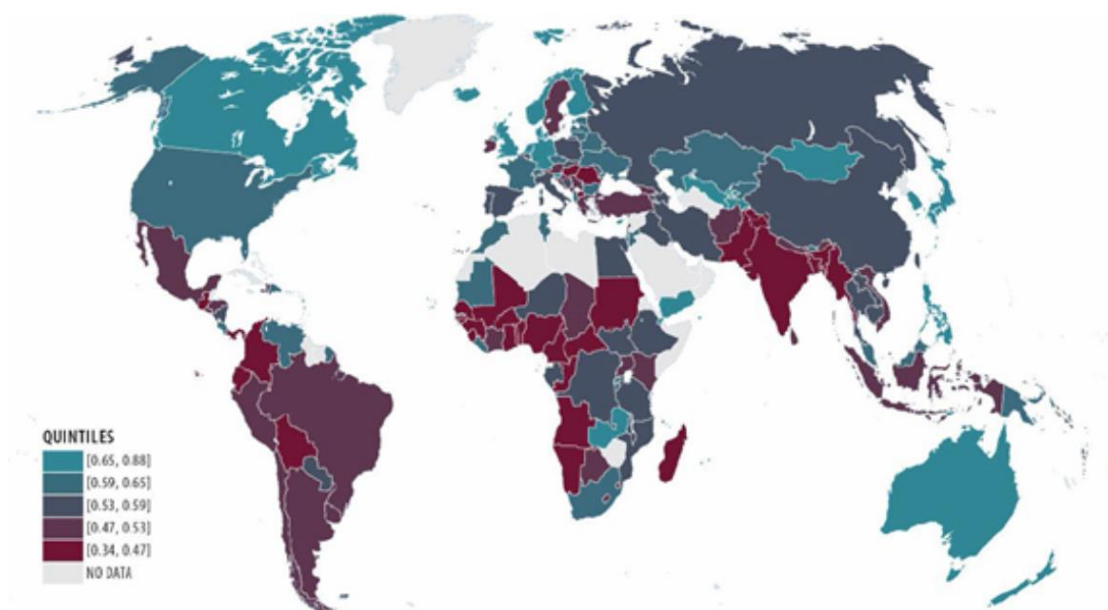 QUINTILES
[0.65, 0.88]
[0.59, 0.65]
[0.53, 0.59]
[0.47, 0.53]
[0.34, 0.47]
NO DATA